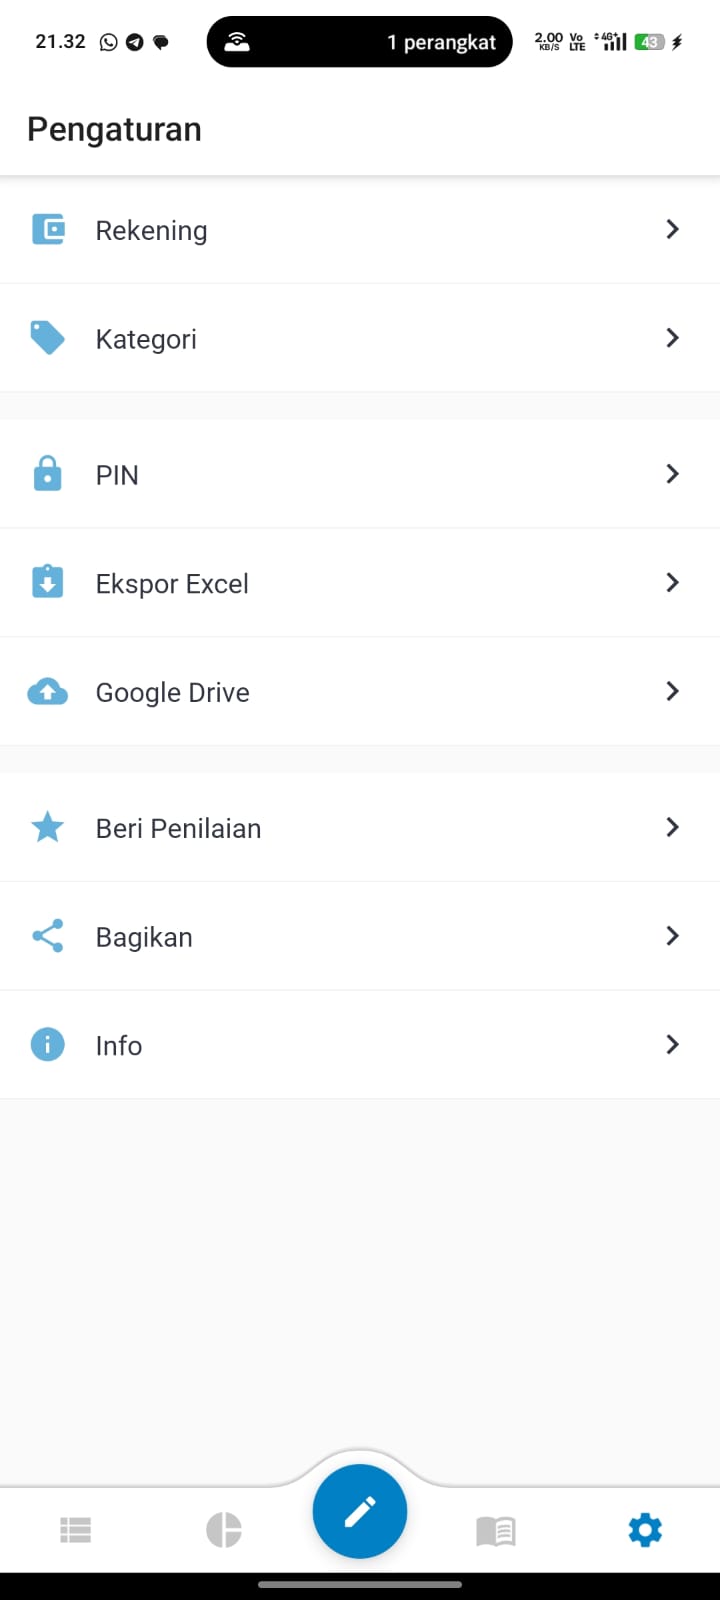 21.32
1 perangkat
2.00 KB/S
Vo LTE
4G+
43
Pengaturan
Rekening
Kategori
PIN
Ekspor Excel
Google Drive
Beri Penilaian
Bagikan
Info